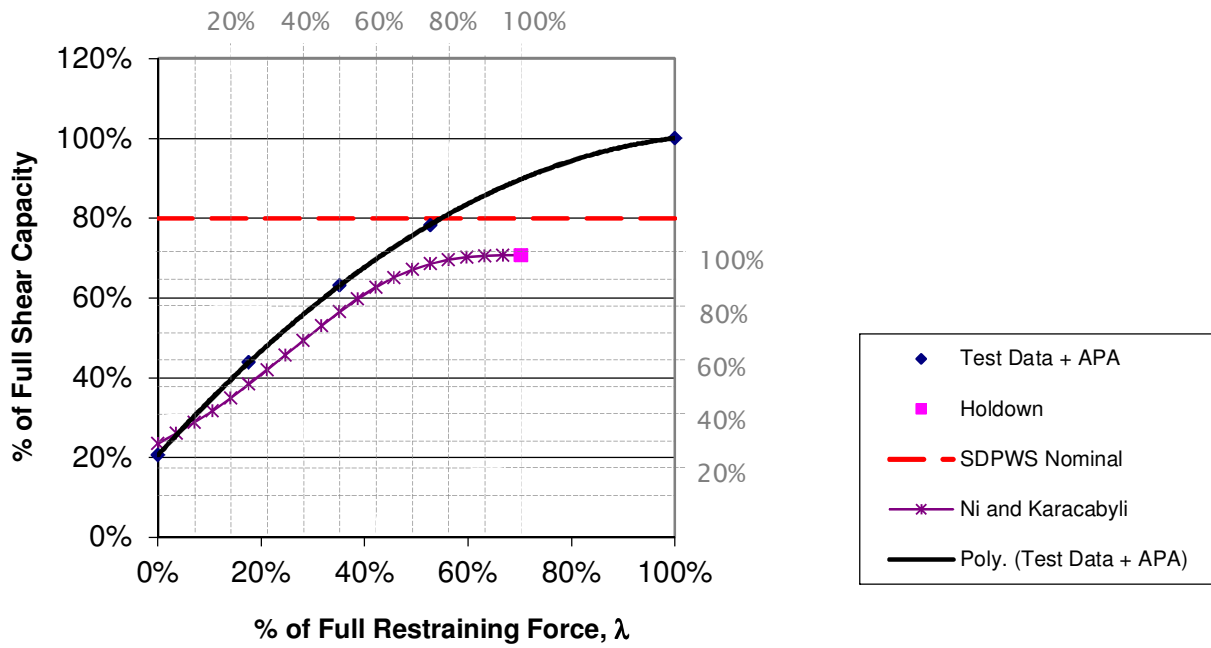 20% 40% 60% 80% 100%
120%
100%
80%
60%
40%
20%
0%
% of Full Shear Capacity
100%
80%
60%
40%
20%
0% 20% 40% 60% 80% 100%
% of Full Restraining Force, λ
Test Data + APA
Holdown
SDPWS Nominal
Ni and Karacabyli
Poly. (Test Data + APA)